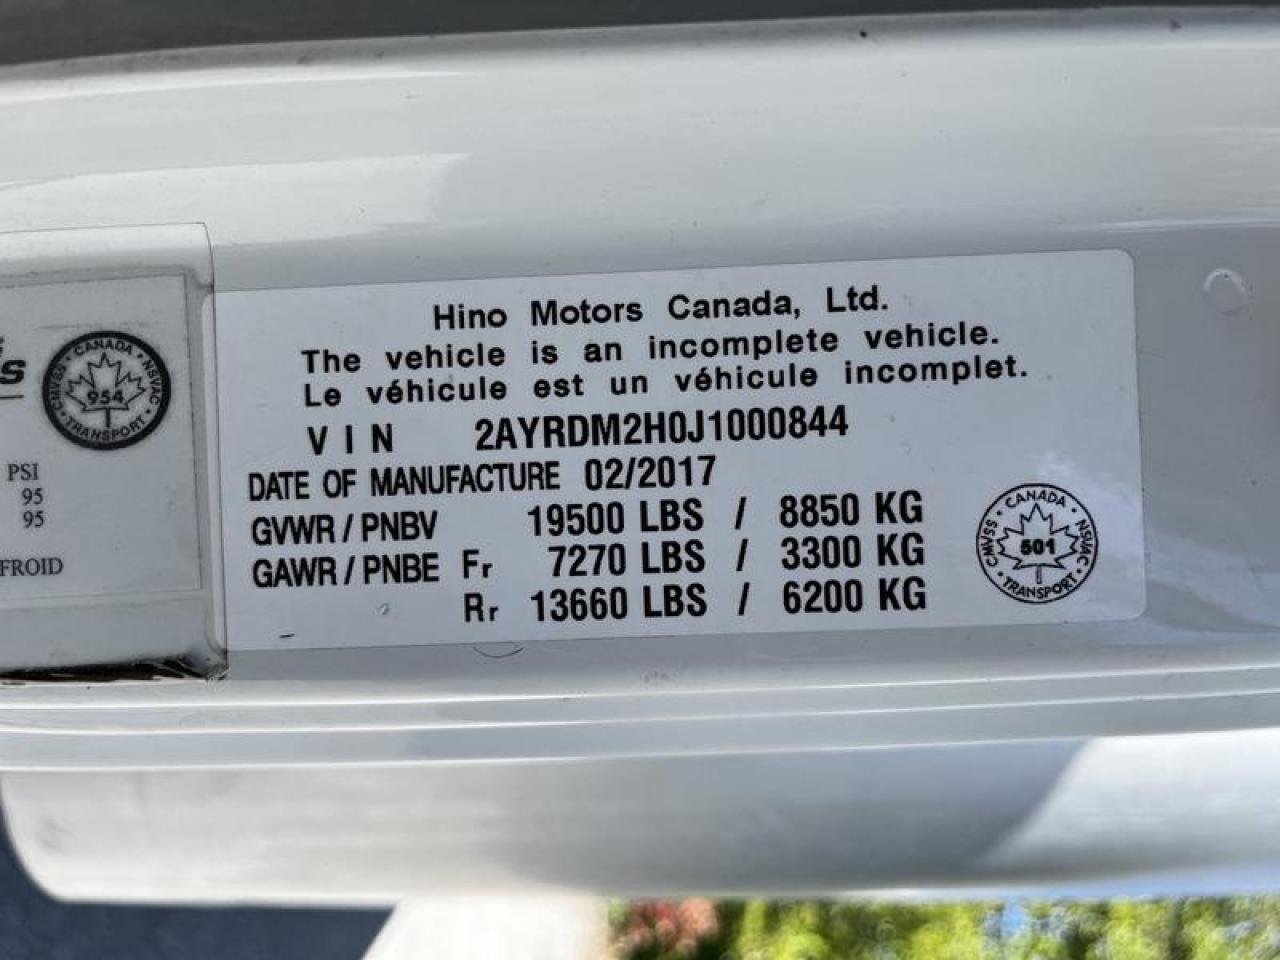 Hino Motors Canada, Ltd.
The vehicle is an incomplete vehicle.
Le véhicule est un véhicule incomplet.
VIN 2AYRDM2H0J1000844
DATE OF MANUFACTURE 02/2017
GVWR / PNBV 19500 LBS / 8850 KG
GAWR / PNBE Fr 7270 LBS / 3300 KG
Rr 13660 LBS / 6200 KG
CANADA
CMVSS 501 NSVAC
TRANSPORT
CANADA
CMVSS 954 NSVAC
TRANSPORT
PSI
95
95
FROID